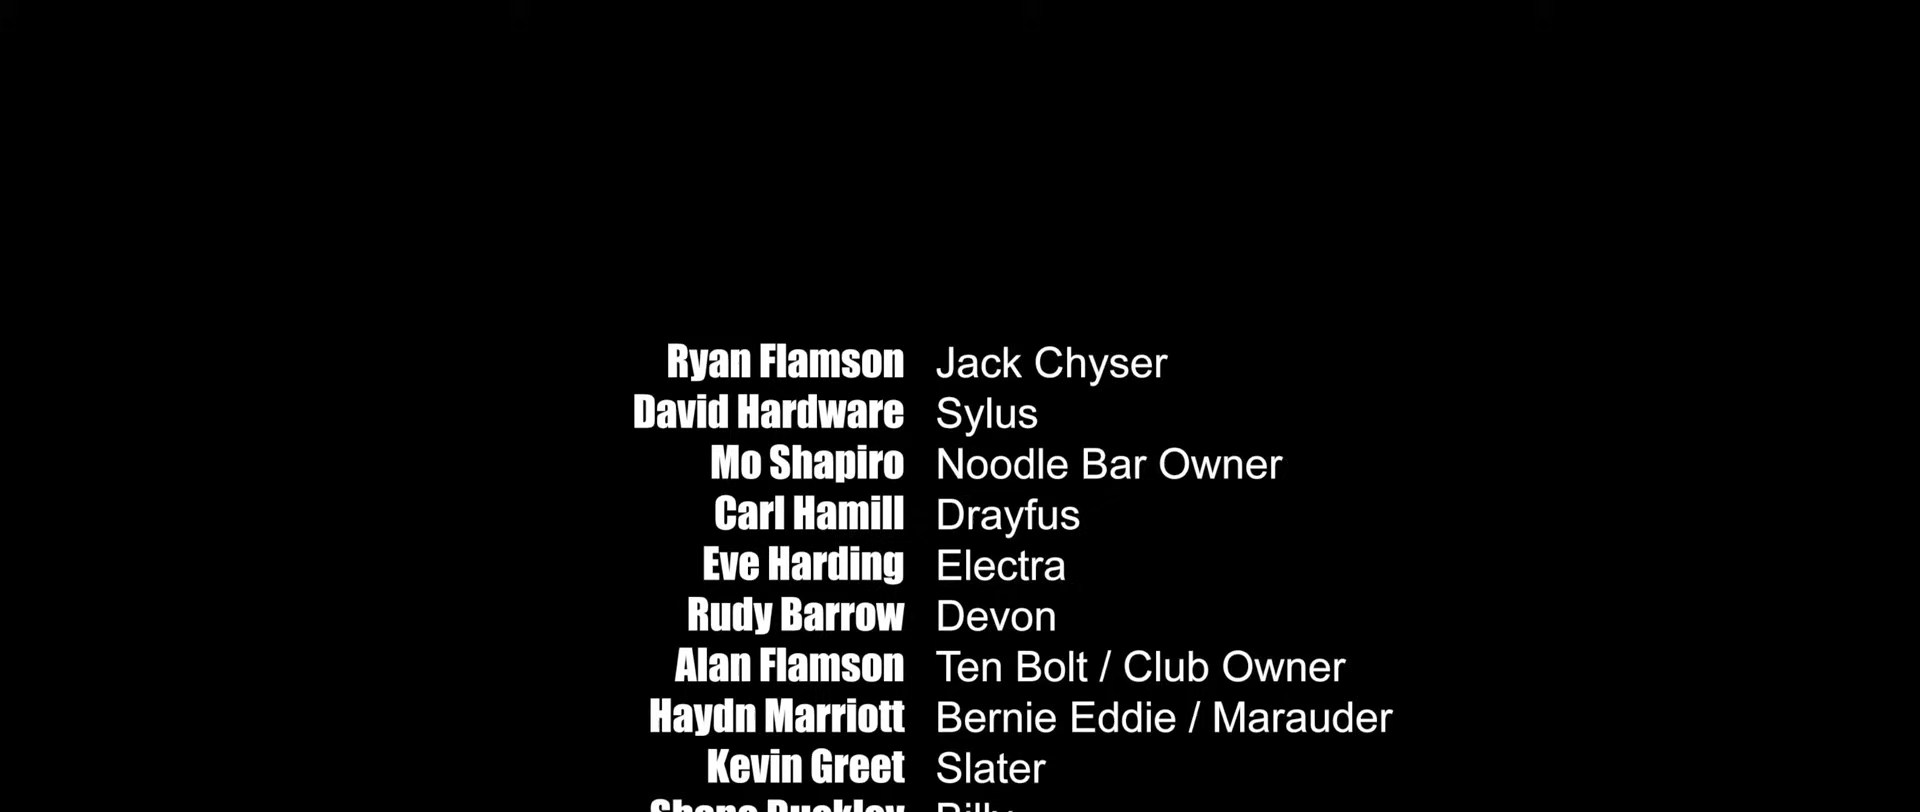 Ryan Flamson Jack Chyser
David Hardware Sylus
Mo Shapiro Noodle Bar Owner
Carl Hamill Drayfus
Eve Harding Electra
Rudy Barrow Devon
Alan Flamson Ten Bolt / Club Owner
Haydn Marriott Bernie Eddie / Marauder
Kevin Greet Slater